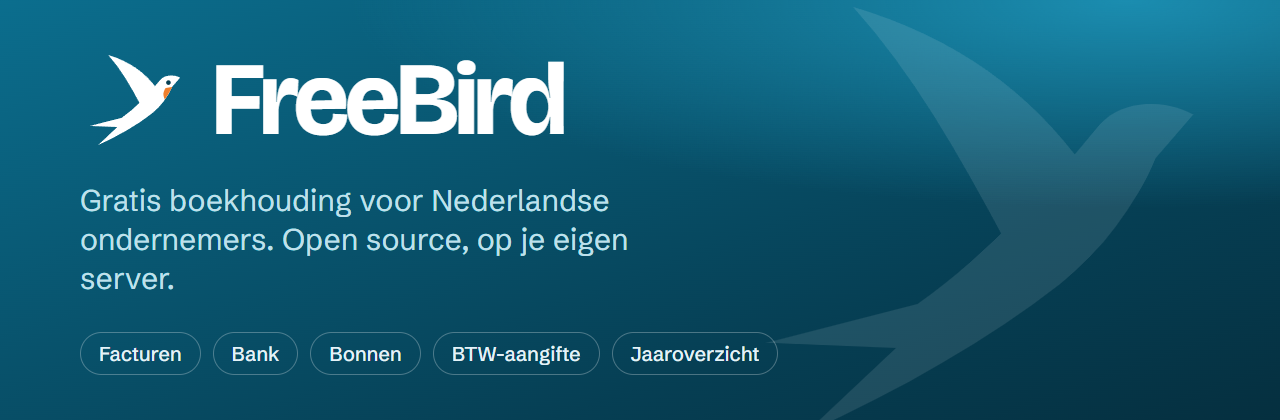 FreeBird
Gratis boekhouding voor Nederlandse
ondernemers. Open source, op je eigen
server.
Facturen Bank Bonnen BTW-aangifte Jaaroverzicht